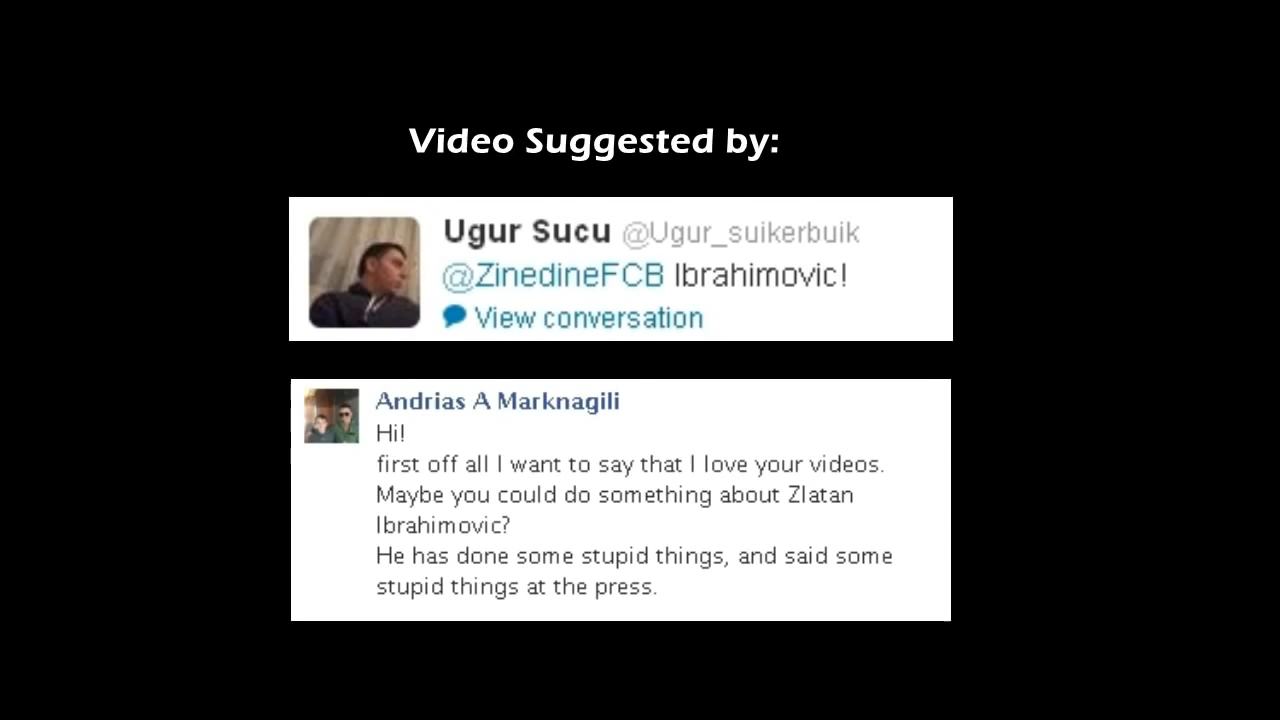 Video Suggested by:
Ugur Sucu @Ugur_suikerbuik
@ZinedineFCB Ibrahimovic!
View conversation
Andrias A Marknagili
Hi!
first off all I want to say that I love your videos.
Maybe you could do something about Zlatan
Ibrahimovic?
He has done some stupid things, and said some
stupid things at the press.